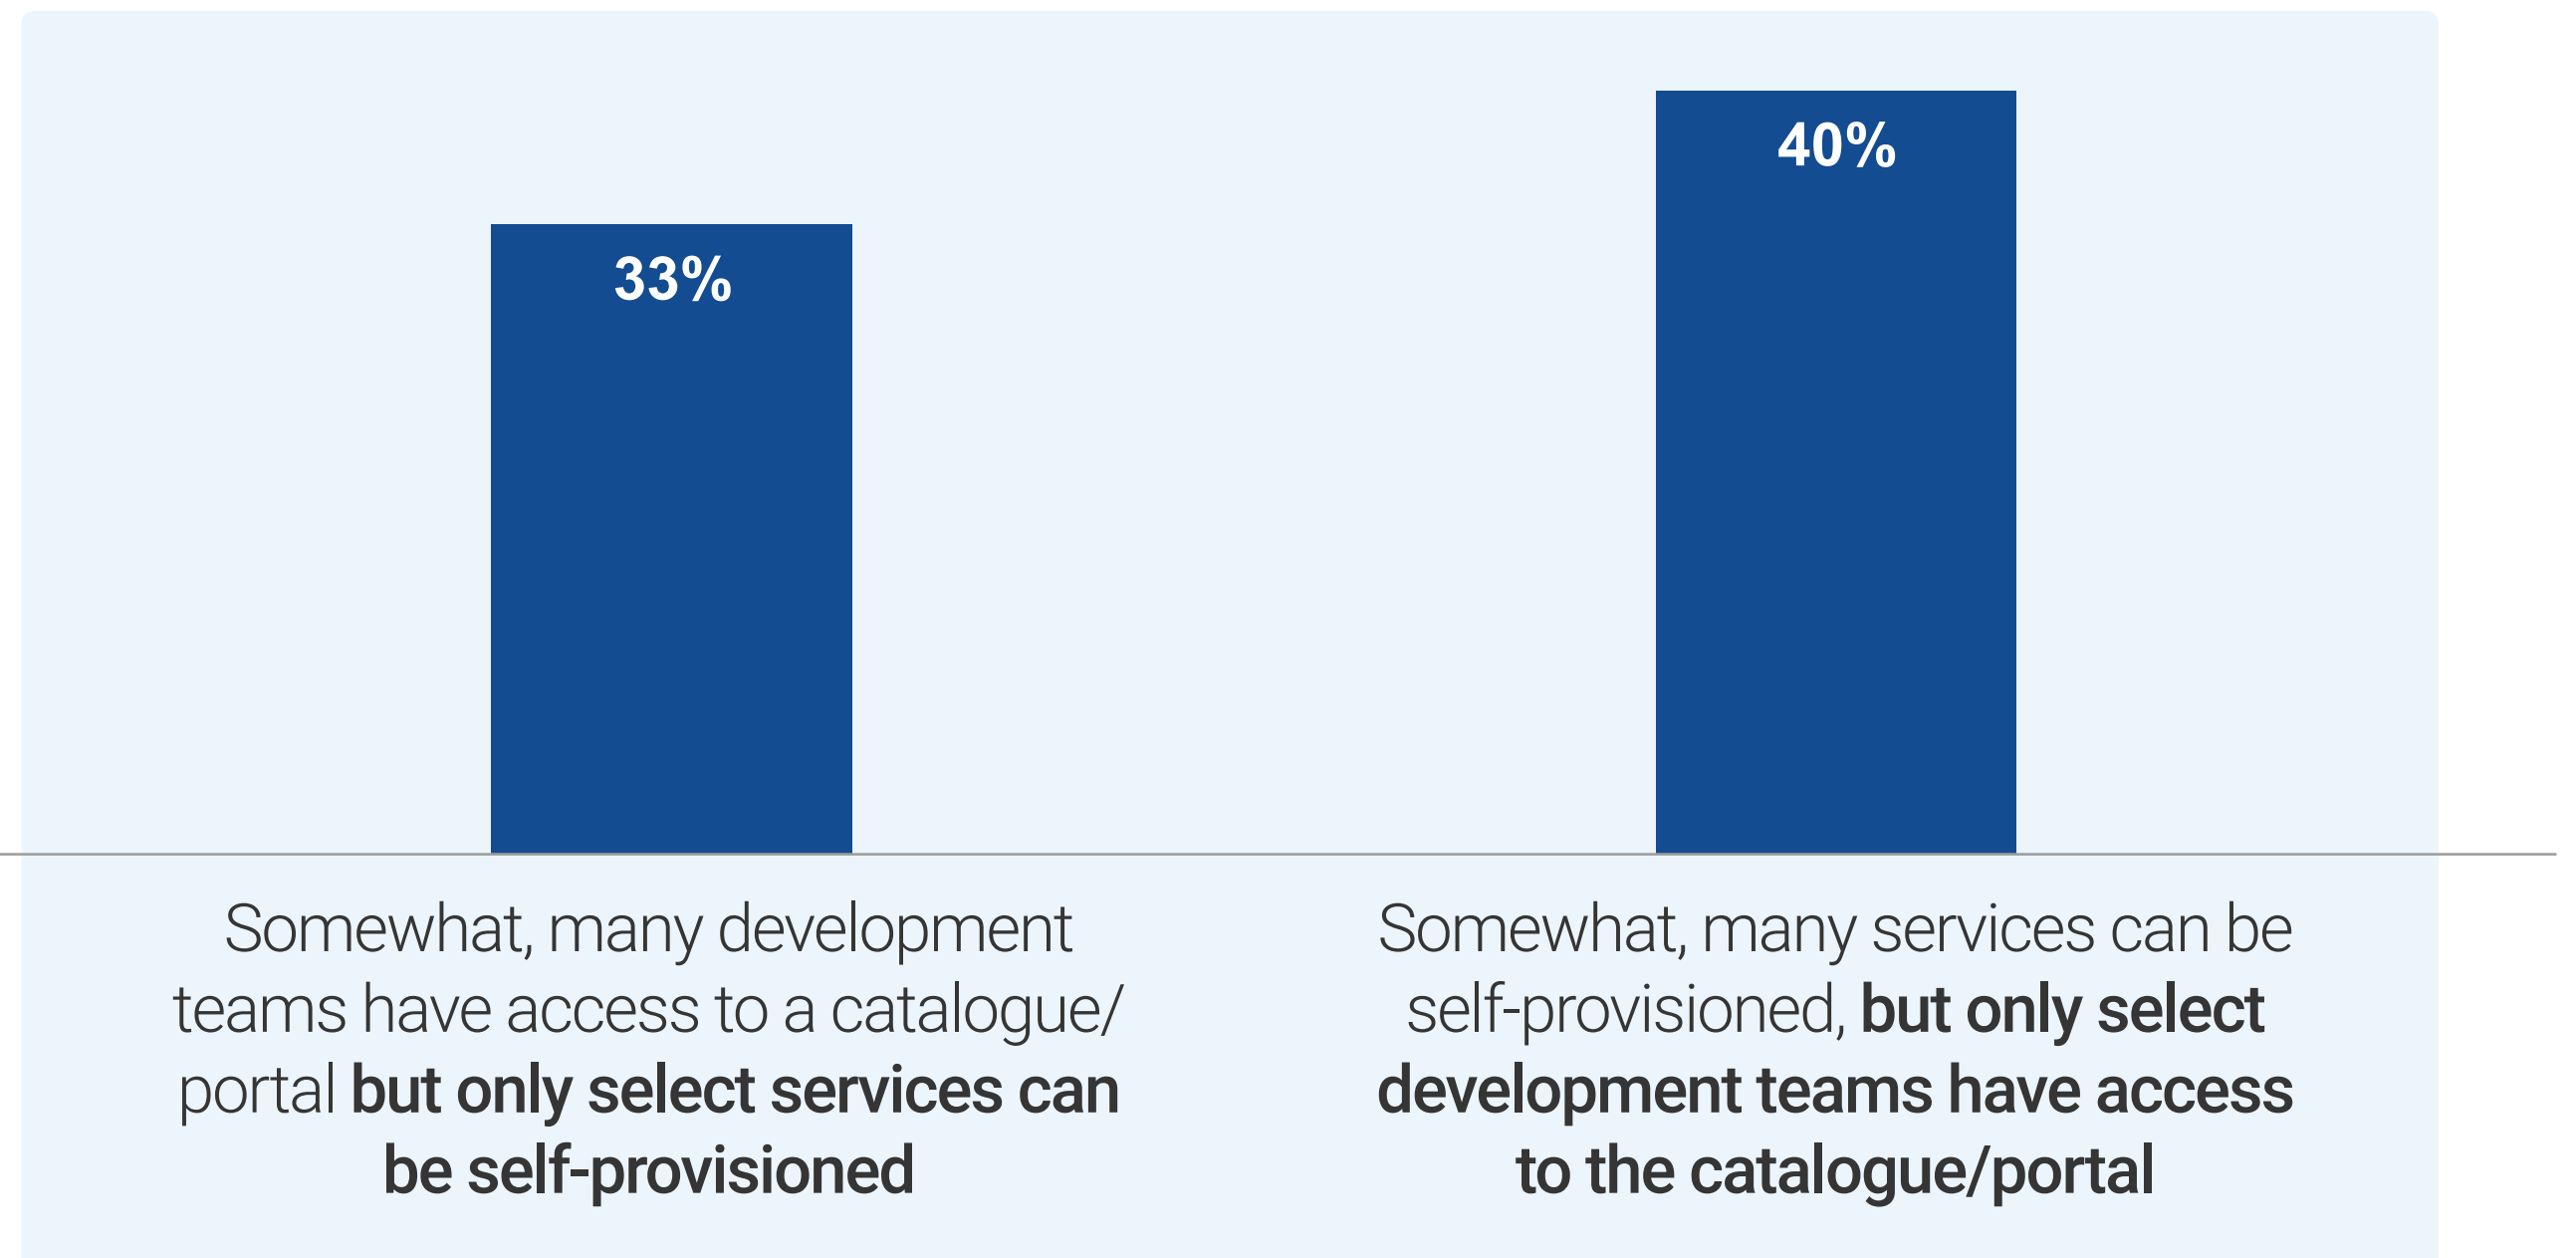 33%
40%
Somewhat, many development
teams have access to a catalogue/
portal but only select services can
be self-provisioned
Somewhat, many services can be
self-provisioned, but only select
development teams have access
to the catalogue/portal